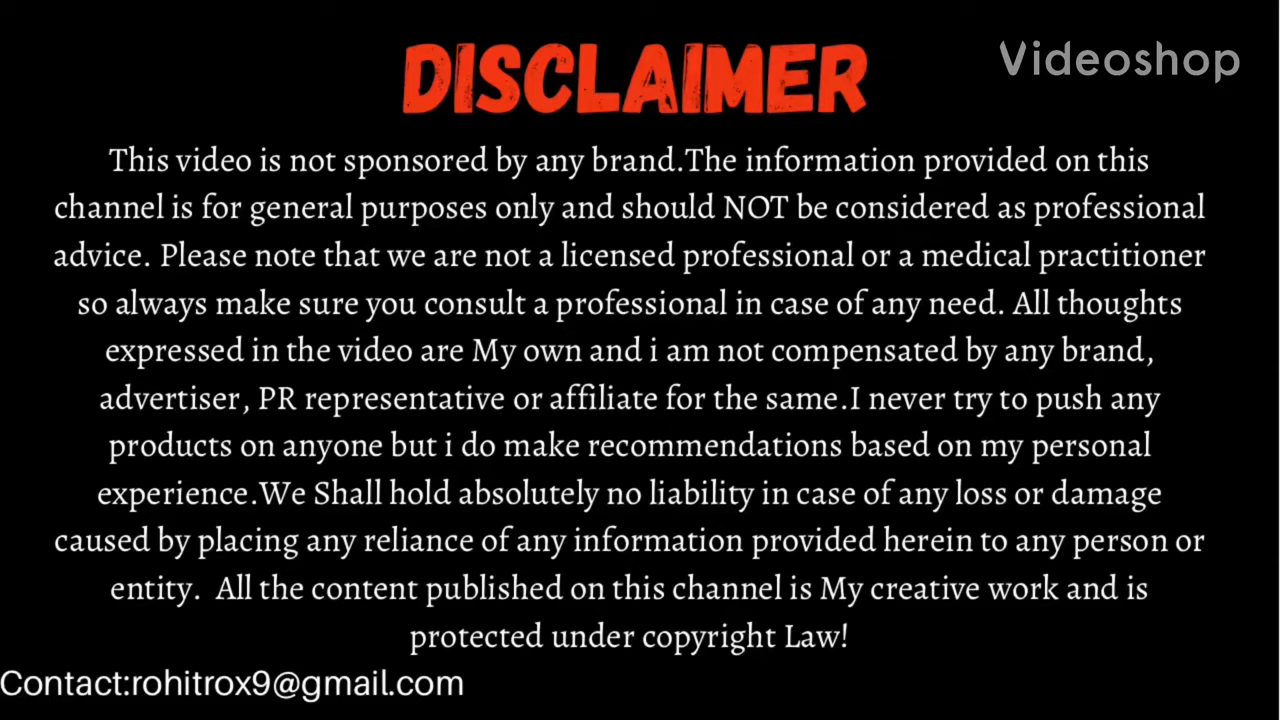 DISCLAIMER
Videoshop
This video is not sponsored by any brand.The information provided on this
channel is for general purposes only and should NOT be considered as professional
advice. Please note that we are not a licensed professional or a medical practitioner
so always make sure you consult a professional in case of any need. All thoughts
expressed in the video are My own and i am not compensated by any brand,
advertiser, PR representative or affiliate for the same.I never try to push any
products on anyone but i do make recommendations based on my personal
experience.We Shall hold absolutely no liability in case of any loss or damage
caused by placing any reliance of any information provided herein to any person or
entity.  All the content published on this channel is My creative work and is
protected under copyright Law!
Contact:rohitrox9@gmail.com